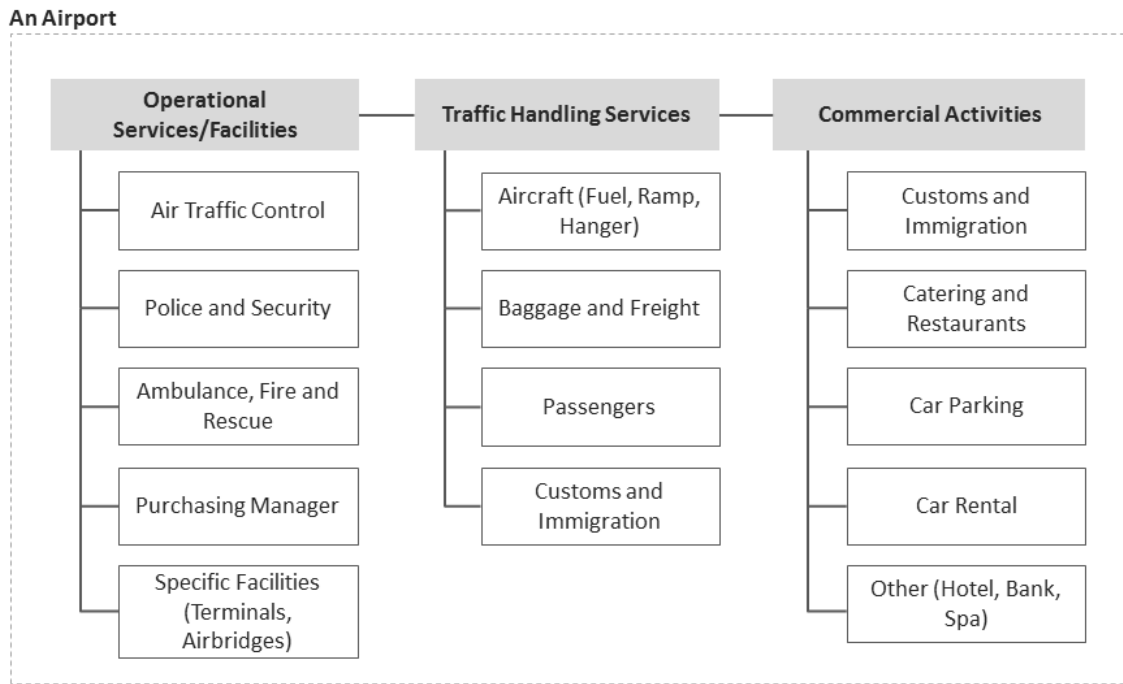 An Airport
Operational
Services/Facilities
Air Traffic Control
Police and Security
Ambulance, Fire and
Rescue
Purchasing Manager
Specific Facilities
(Terminals,
Airbridges)
Traffic Handling Services
Aircraft (Fuel, Ramp,
Hanger)
Baggage and Freight
Passengers
Customs and
Immigration
Commercial Activities
Customs and
Immigration
Catering and
Restaurants
Car Parking
Car Rental
Other (Hotel, Bank,
Spa)